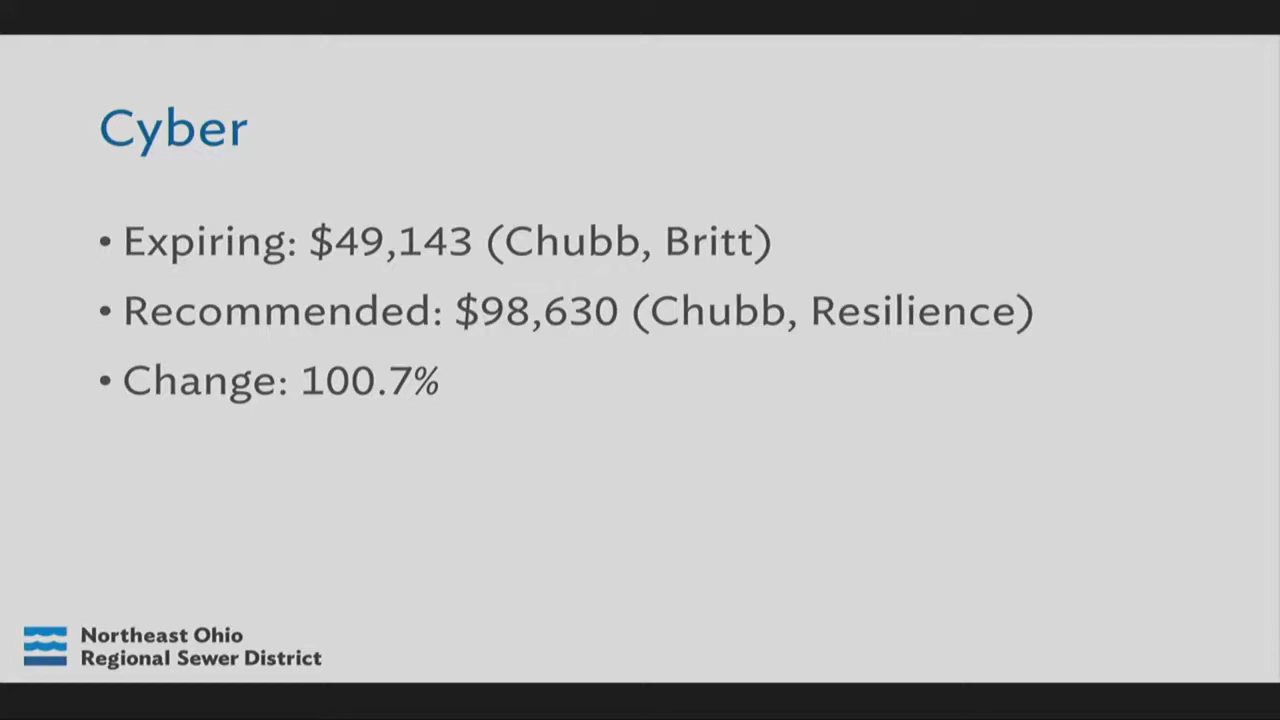 Cyber
• Expiring: $49,143 (Chubb, Britt)
• Recommended: $98,630 (Chubb, Resilience)
• Change: 100.7%
Northeast Ohio
Regional Sewer District